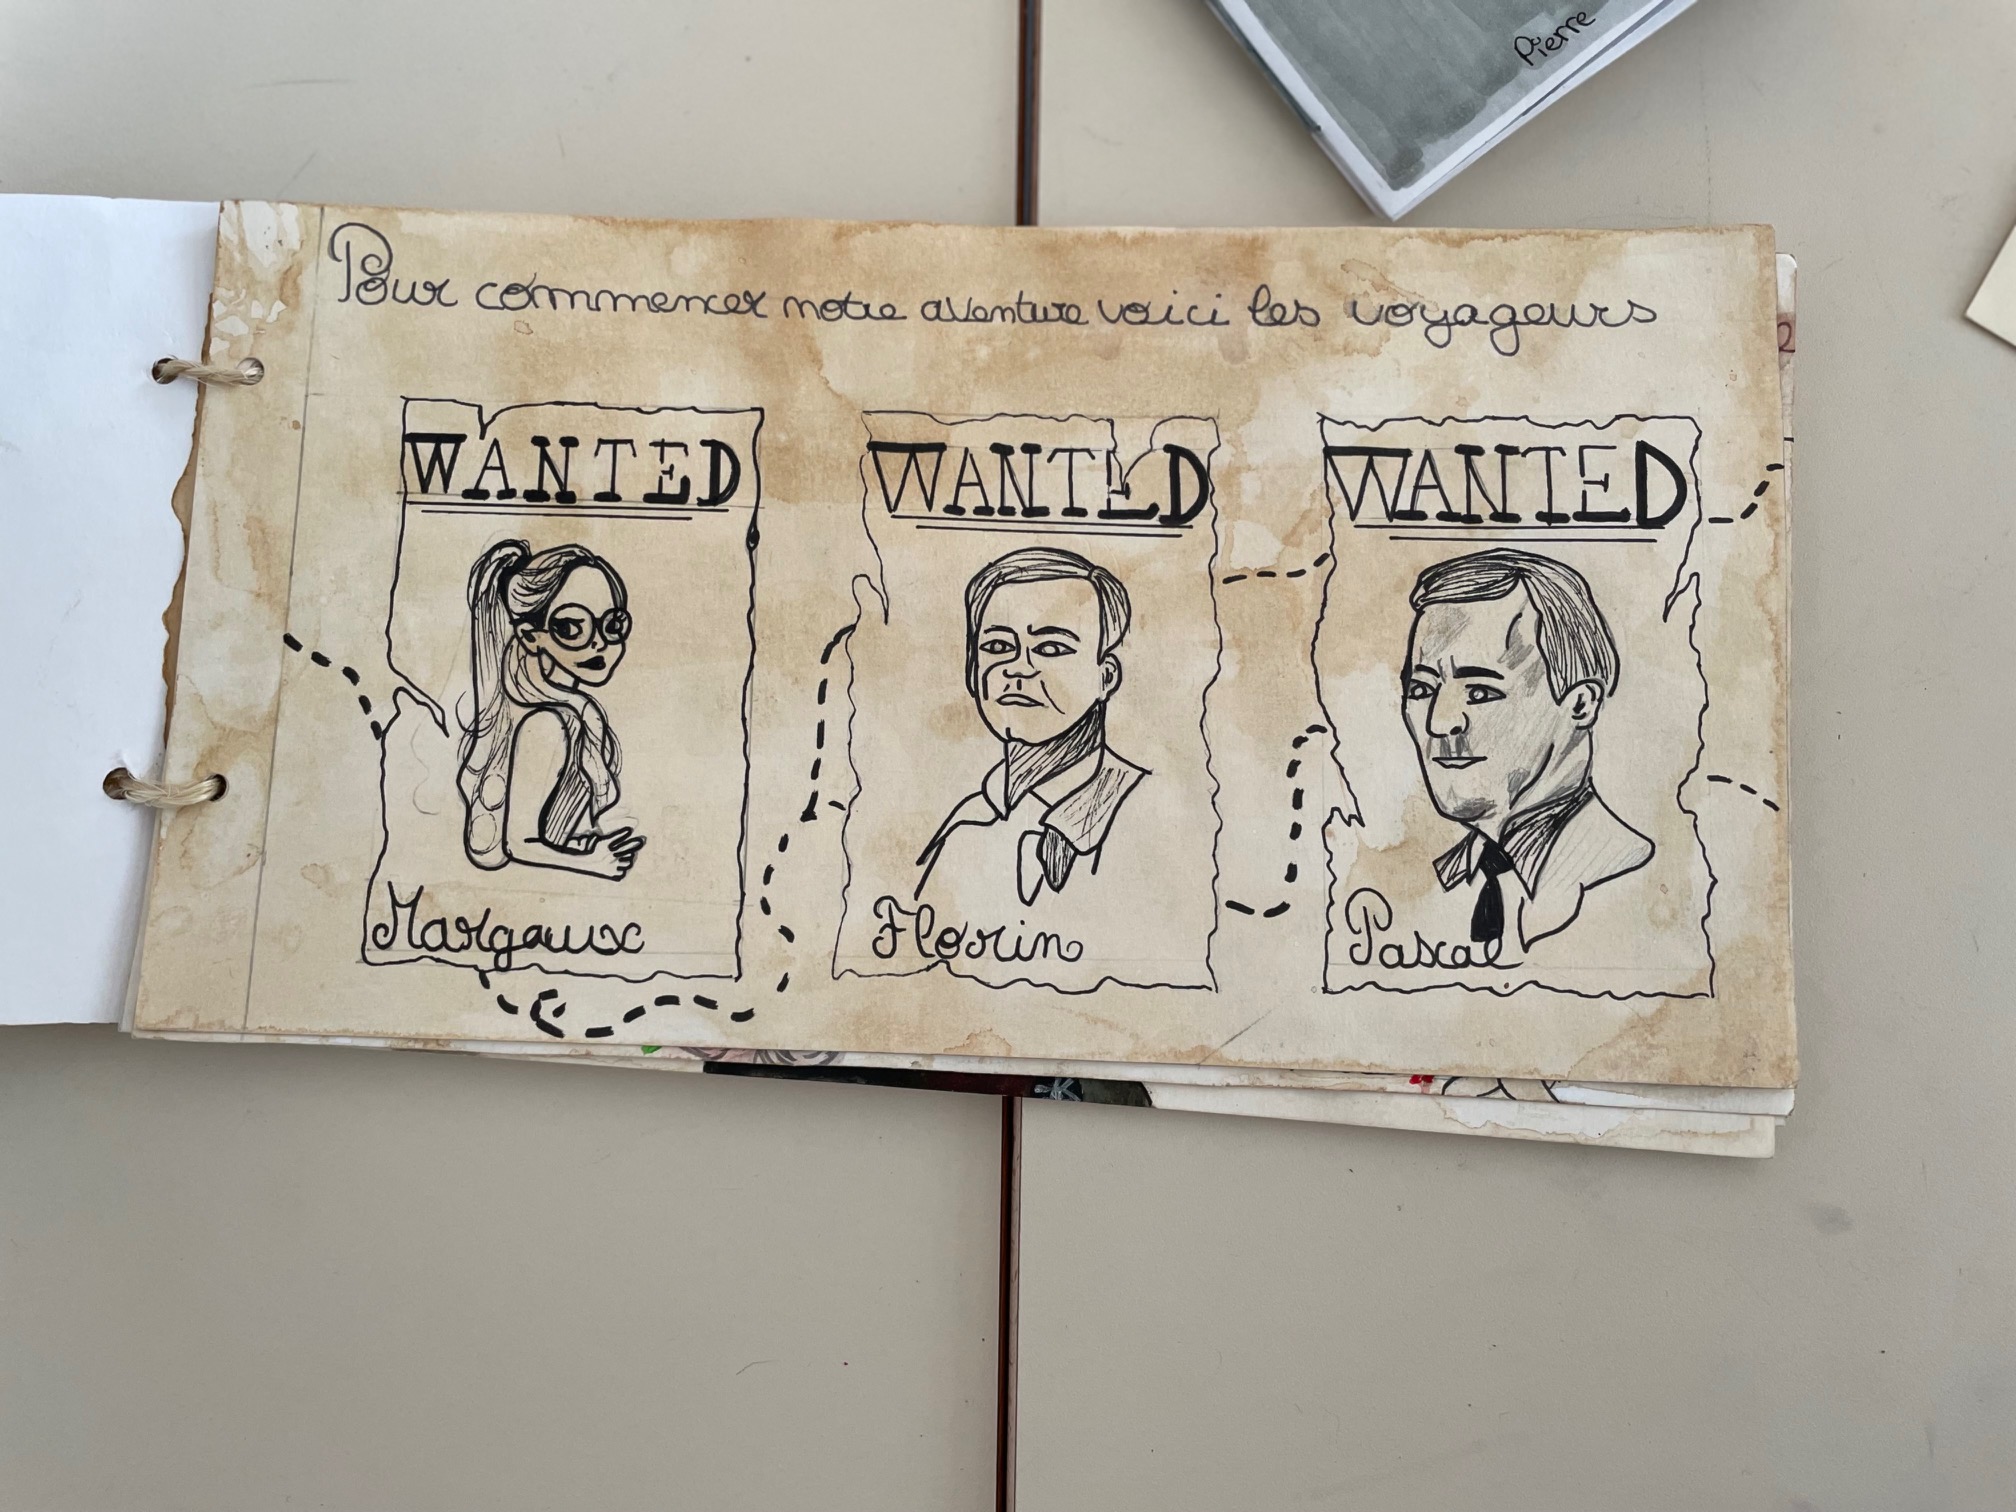 Pierre
Pour commencer notre aventure voici les voyageurs
WANTED
WANTED
WANTED
Margaux
Florin
Pascal